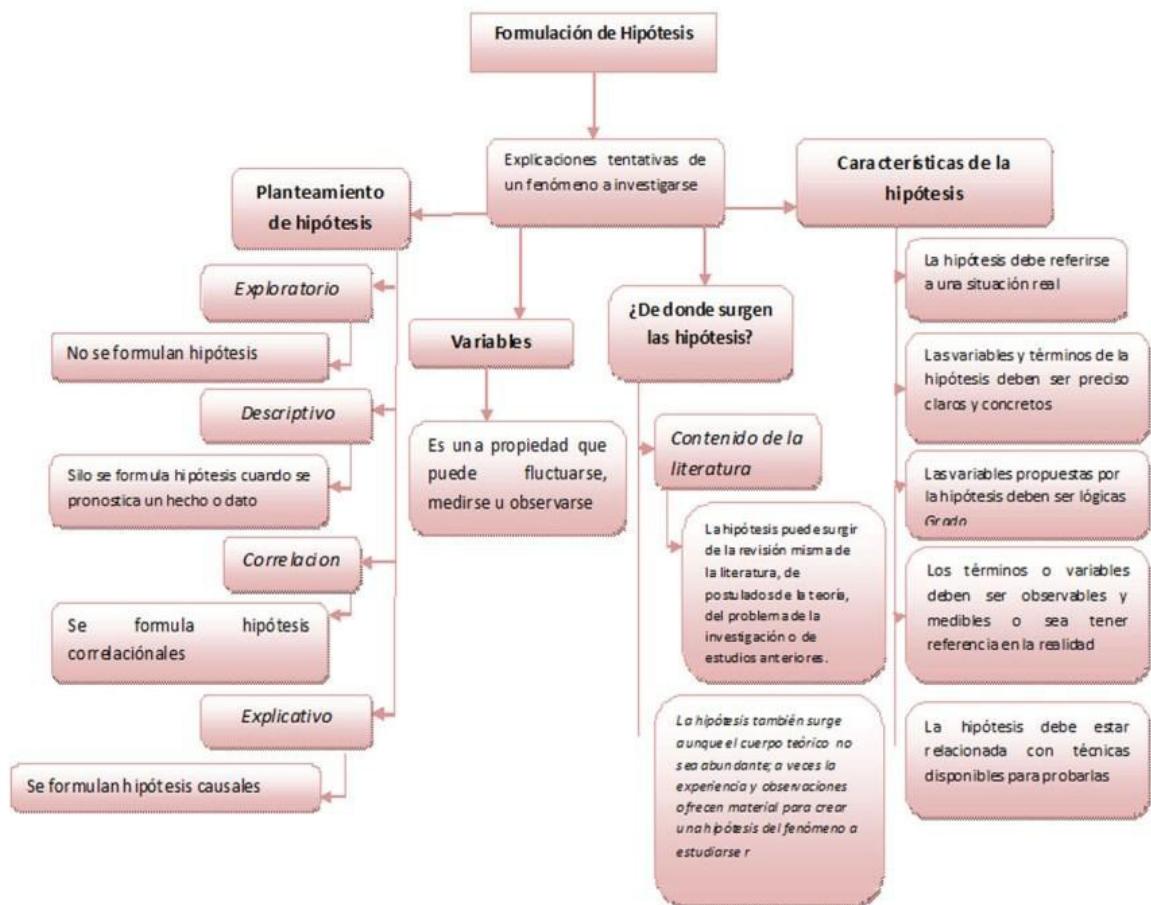 Formulación de Hipótesis
Explicaciones tentativas de
un fenómeno a investigarse
Planteamiento
de hipótesis
Exploratorio
No se formulan hipótesis
Descriptivo
Silo se formula hipótesis cuando se
pronostica un hecho o dato
Correlacion
Se formula hipótesis
correlaciónales
Explicativo
Se formulan hipótesis causales
Variables
Es una propiedad que
puede fluctuarse,
medirse u observarse
¿De donde surgen
las hipótesis?
Contenido de la
literatura
La hipótesis puede surgir
de la revisión misma de
la literatura, de
postulados de la teoría,
del problema de la
investigación o de
estudios anteriores.
La hipótesis también surge
aunque el cuerpo teórico no
sea abundante; a veces la
experiencia y observaciones
ofrecen material para crear
una hipótesis del fenómeno a
estudiarse r
Características de la
hipótesis
La hipótesis debe referirse
a una situación real
Las variables y términos de la
hipótesis deben ser preciso
claros y concretos
Las variables propuestas por
la hipótesis deben ser lógicas
Grado
Los términos o variables
deben ser observables y
medibles o sea tener
referencia en la realidad
La hipótesis debe estar
relacionada con técnicas
disponibles para probarlas